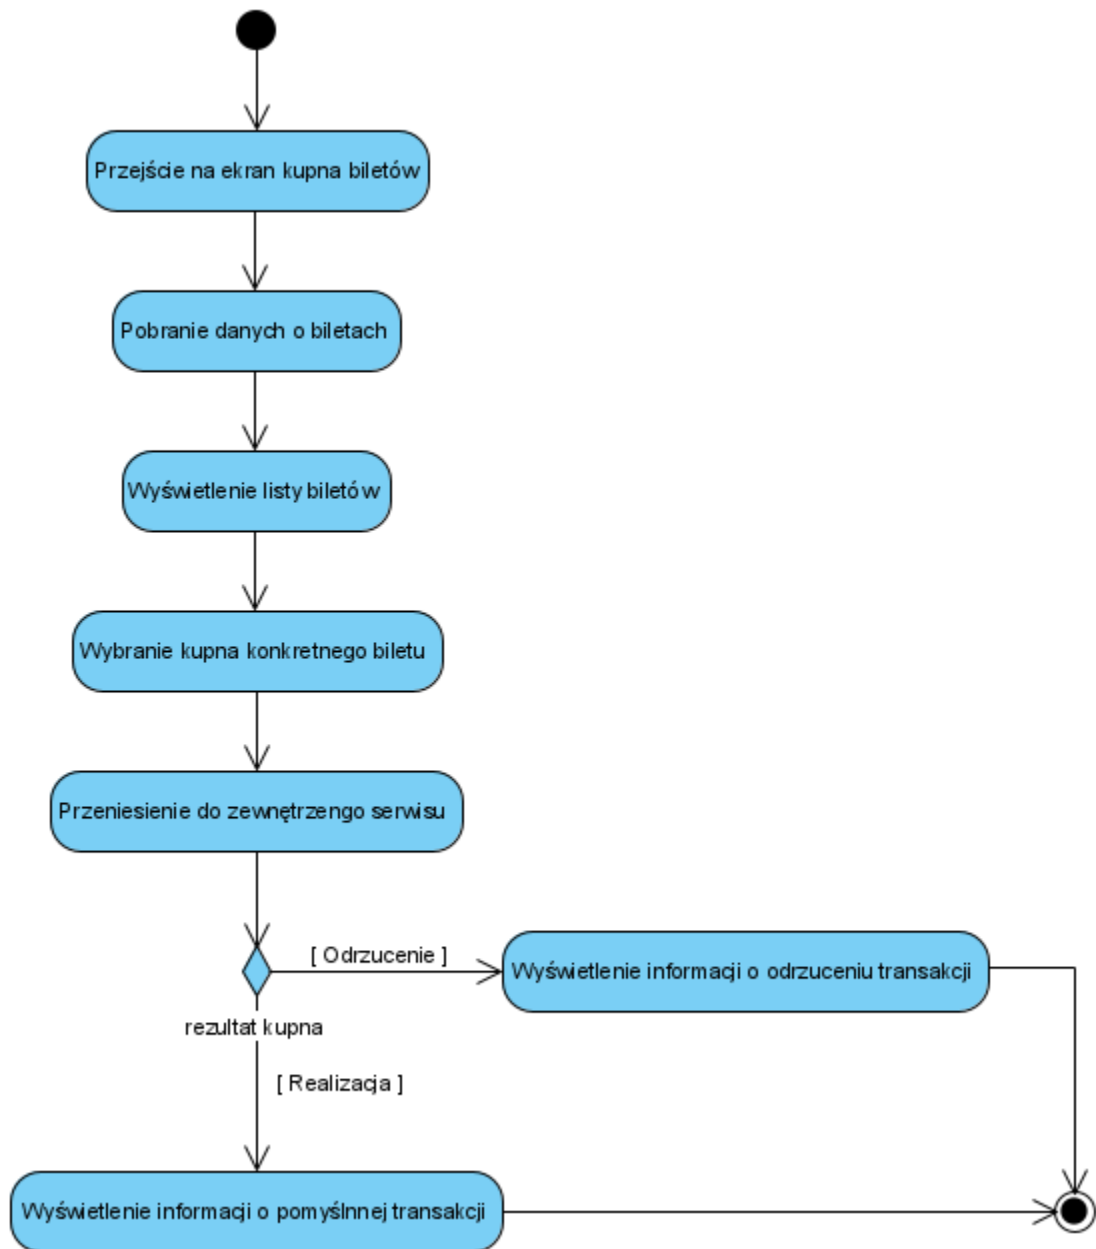 Przejście na ekran kupna biletów
Pobranie danych o biletach
Wyświetlenie listy biletów
Wybranie kupna konkretnego biletu
Przeniesienie do zewnętrzengo serwisu
[ Odrzucenie ]
Wyświetlenie informacji o odrzuceniu transakcji
rezultat kupna
[ Realizacja ]
Wyświetlenie informacji o pomyślnnej transakcji